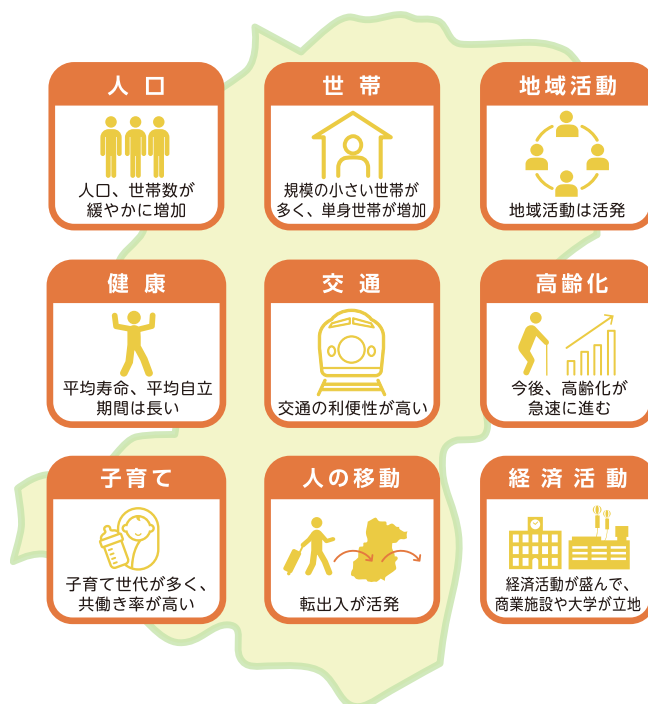 人口
人口、世帯数が
緩やかに増加
世帯
規模の小さい世帯が
多く、単身世帯が増加
地域活動
地域活動は活発
健康
平均寿命、平均自立
期間は長い
交通
交通の利便性が高い
高齢化
今後、高齢化が
急速に進む
子育て
子育て世代が多く、
共働き率が高い
人の移動
転出入が活発
経済活動
経済活動が盛んで、
商業施設や大学が立地